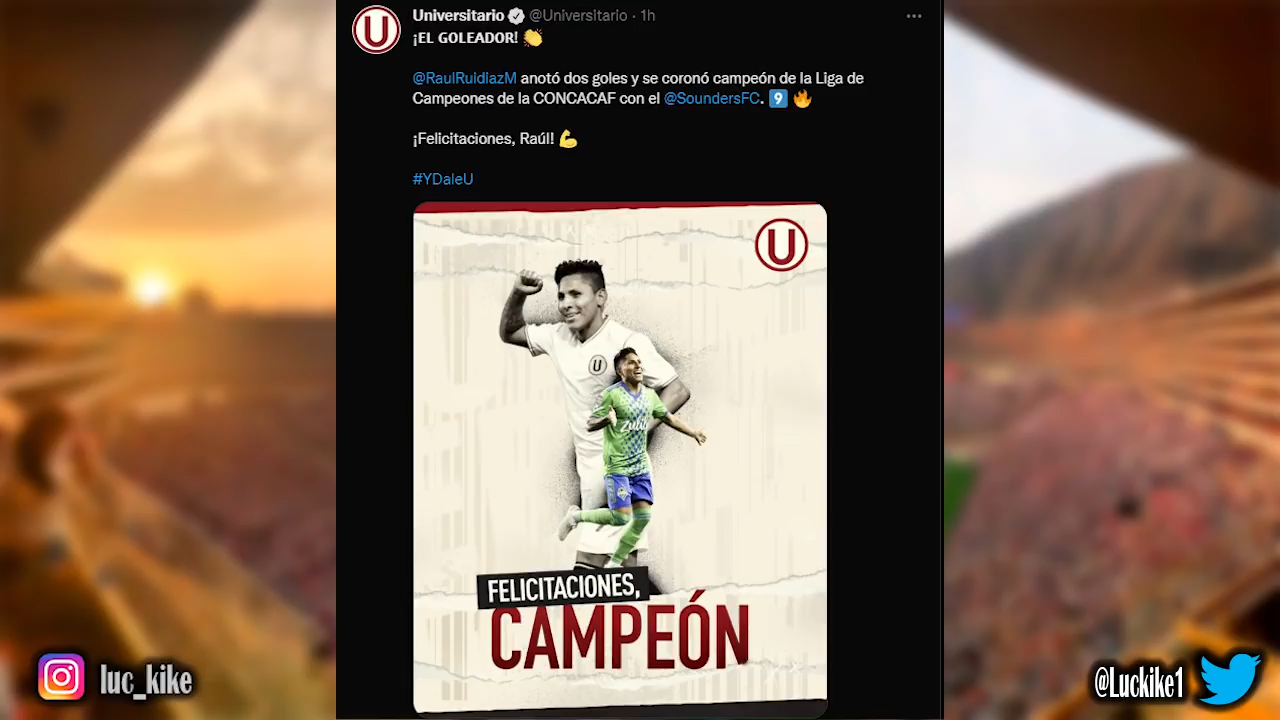 Universitario @Universitario · 1h
¡EL GOLEADOR! 👏
@RaulRuidiazM anotó dos goles y se coronó campeón de la Liga de
Campeones de la CONCACAF con el @SoundersFC. 9️⃣ 🔥
¡Felicitaciones, Raúl! 💪
#YDaleU
U
U
U
Zulily
FELICITACIONES,
CAMPEÓN
luc_kike
@Luckike1